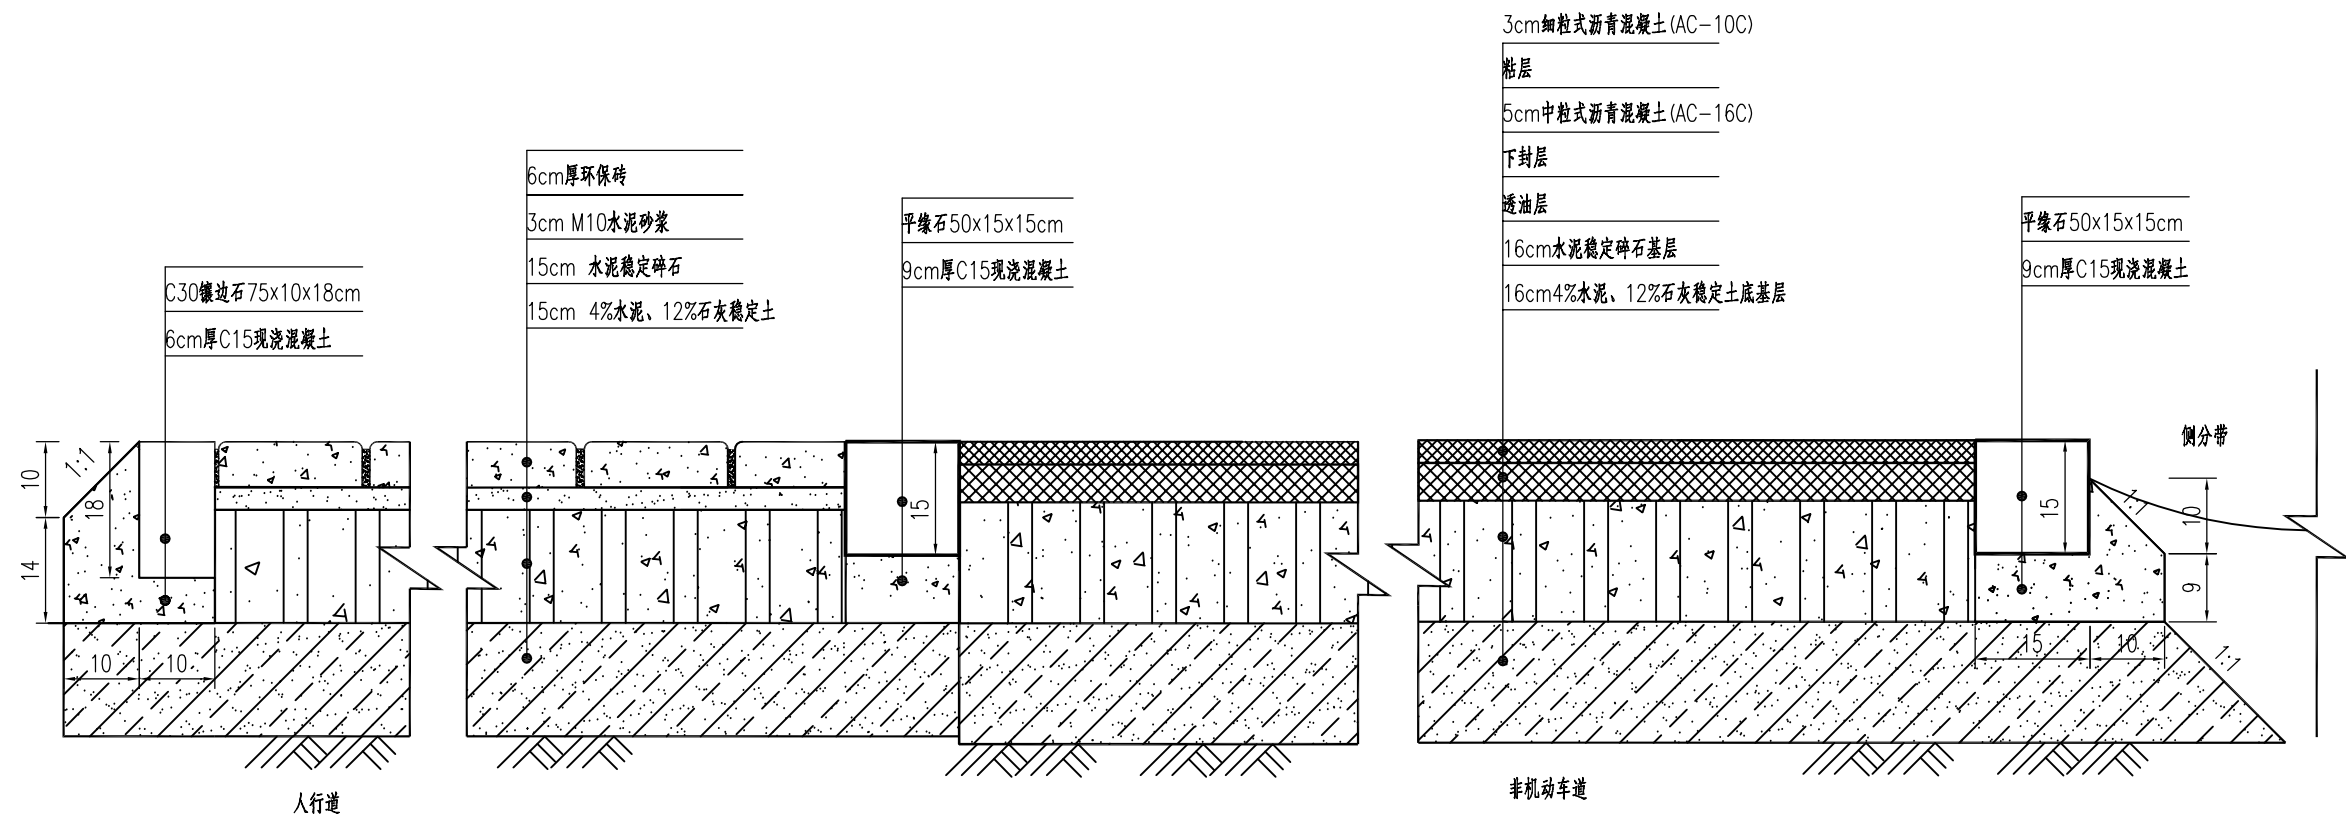 3cm细粒式沥青混凝土(AC-10C)
粘层
5cm中粒式沥青混凝土(AC-16C)
下封层
透油层
16cm水泥稳定碎石基层
16cm4%水泥、12%石灰稳定土底基层
6cm厚环保砖
3cm M10水泥砂浆
15cm 水泥稳定碎石
15cm 4%水泥、12%石灰稳定土
平缘石50x15x15cm
9cm厚C15现浇混凝土
平缘石50x15x15cm
9cm厚C15现浇混凝土
C30镶边石75x10x18cm
6cm厚C15现浇混凝土
侧分带
10
14
1:1
18
10
10
15
15
1:1
10
9
15
10
1:1
人行道
非机动车道